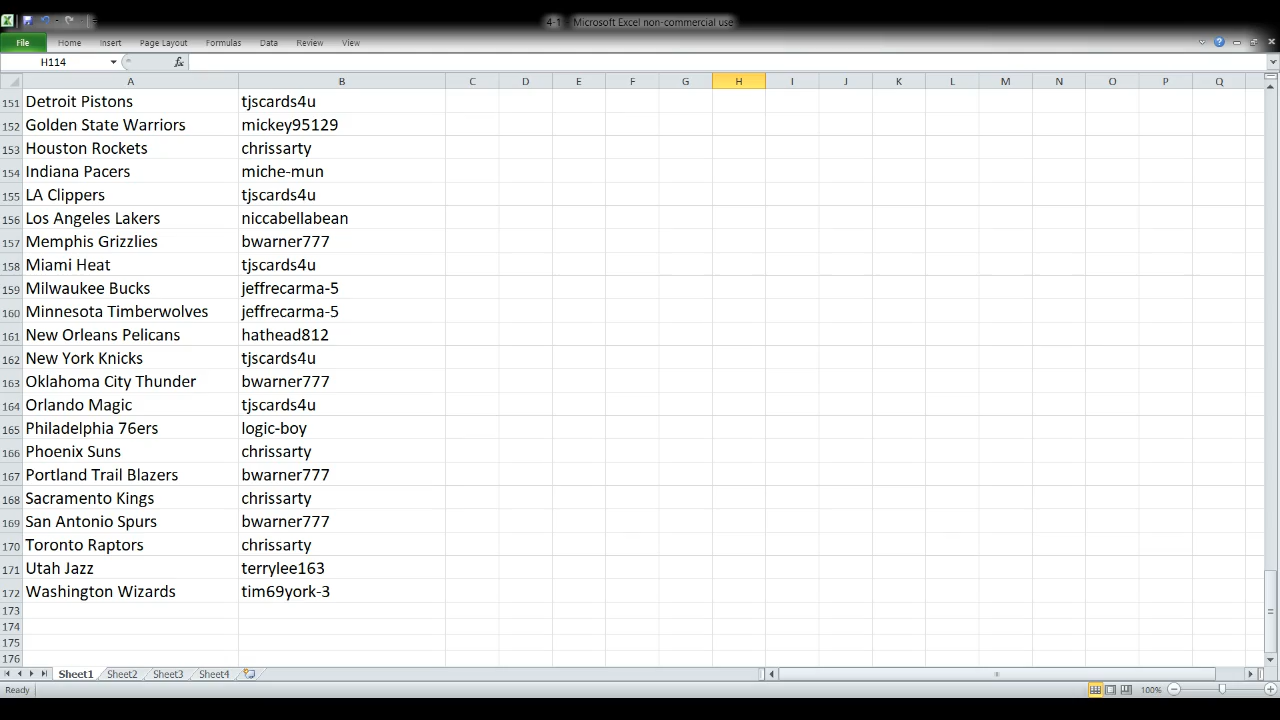 4-1 Microsoft Excel non-commercial use
File Home Insert Page Layout Formulas Data Review View
H114 fx
A B C D E F G H I J K L M N O P Q
151 Detroit Pistons tjscards4u
152 Golden State Warriors mickey95129
153 Houston Rockets chrissarty
154 Indiana Pacers miche-mun
155 LA Clippers tjscards4u
156 Los Angeles Lakers niccabellabean
157 Memphis Grizzlies bwarner777
158 Miami Heat tjscards4u
159 Milwaukee Bucks jeffrecarma-5
160 Minnesota Timberwolves jeffrecarma-5
161 New Orleans Pelicans hathead812
162 New York Knicks tjscards4u
163 Oklahoma City Thunder bwarner777
164 Orlando Magic tjscards4u
165 Philadelphia 76ers logic-boy
166 Phoenix Suns chrissarty
167 Portland Trail Blazers bwarner777
168 Sacramento Kings chrissarty
169 San Antonio Spurs bwarner777
170 Toronto Raptors chrissarty
171 Utah Jazz terrylee163
172 Washington Wizards tim69york-3
173
174
175
176
Sheet1 Sheet2 Sheet3 Sheet4
Ready 100%